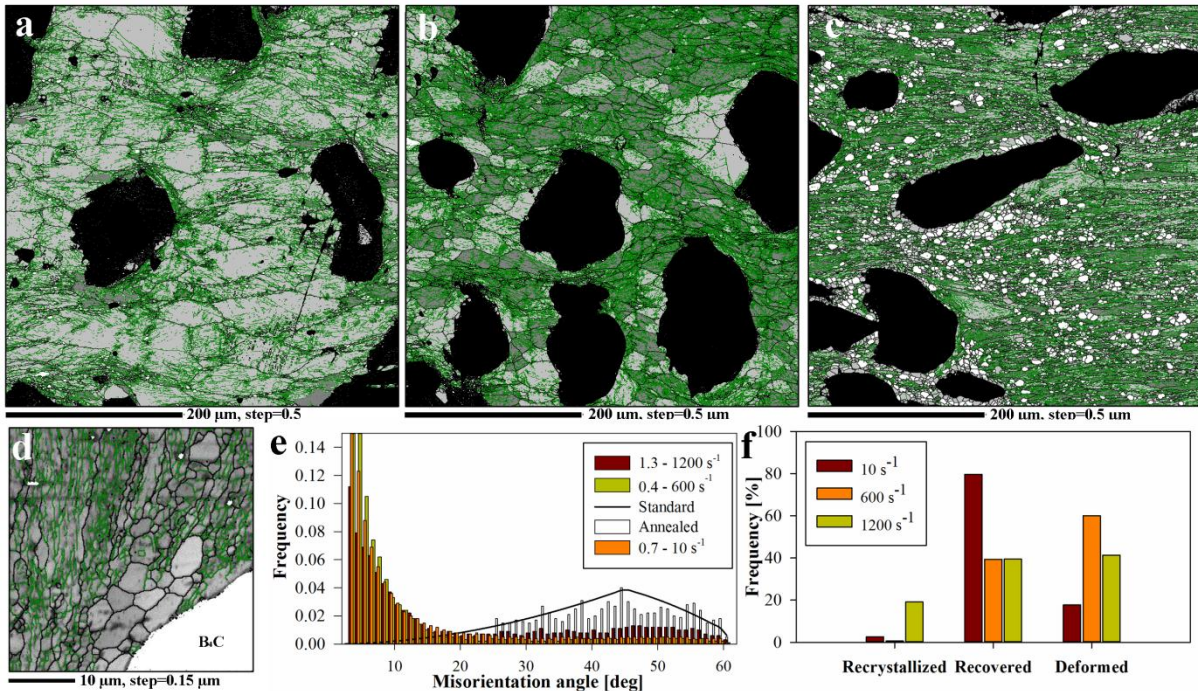 a
b
c
200 µm, step=0.5
200 µm, step=0.5 µm
200 µm, step=0.5 µm
d
B₄C
10 µm, step=0.15 µm
e
Frequency
0.14
0.12
0.10
0.08
0.06
0.04
0.02
0.00
1.3 - 1200 s⁻¹
0.4 - 600 s⁻¹
Standard
Annealed
0.7 - 10 s⁻¹
10 20 30 40 50 60
Misorientation angle [deg]
f
Frequency [%]
100
80
60
40
20
0
10 s⁻¹
600 s⁻¹
1200 s⁻¹
Recrystallized Recovered Deformed